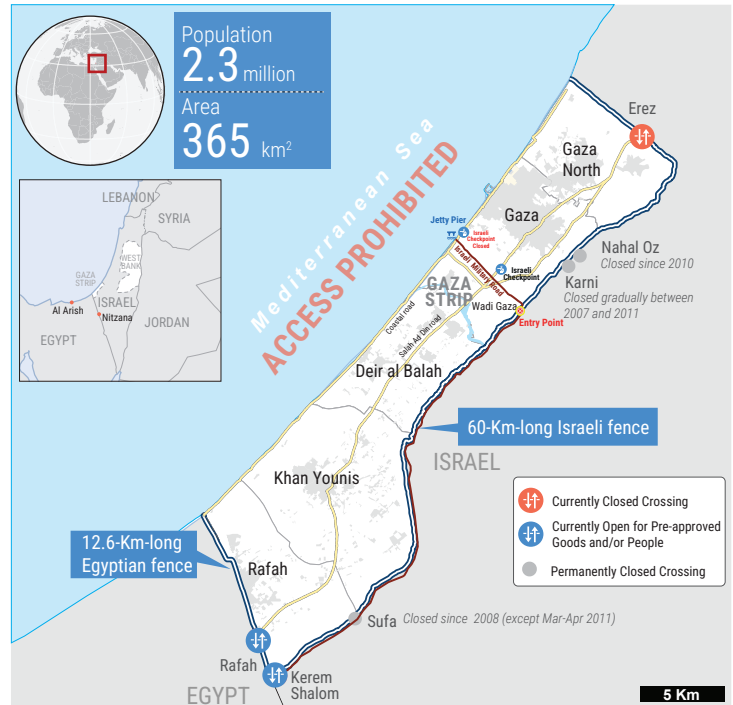 Population
2.3 million
Area
365 km²
LEBANON
SYRIA
WEST
BANK
GAZA
STRIP
ISRAEL
Al Arish
Nitzana
JORDAN
EGYPT
Mediterranean Sea
ACCESS PROHIBITED
Erez
Gaza
North
Gaza
Jetty Pier
Israeli
Checkpoint
Closed
Israeli Military Road
Israeli
Checkpoint
Nahal Oz
Closed since 2010
Karni
Closed gradually between
2007 and 2011
GAZA
STRIP
Wadi Gaza
Entry Point
Coastal road
Salah Ad Din road
Deir al Balah
60-Km-long Israeli fence
ISRAEL
Khan Younis
12.6-Km-long
Egyptian fence
Rafah
Sufa Closed since 2008 (except Mar-Apr 2011)
Rafah
Kerem
Shalom
EGYPT
Currently Closed Crossing
Currently Open for Pre-approved
Goods and/or People
Permanently Closed Crossing
5 Km